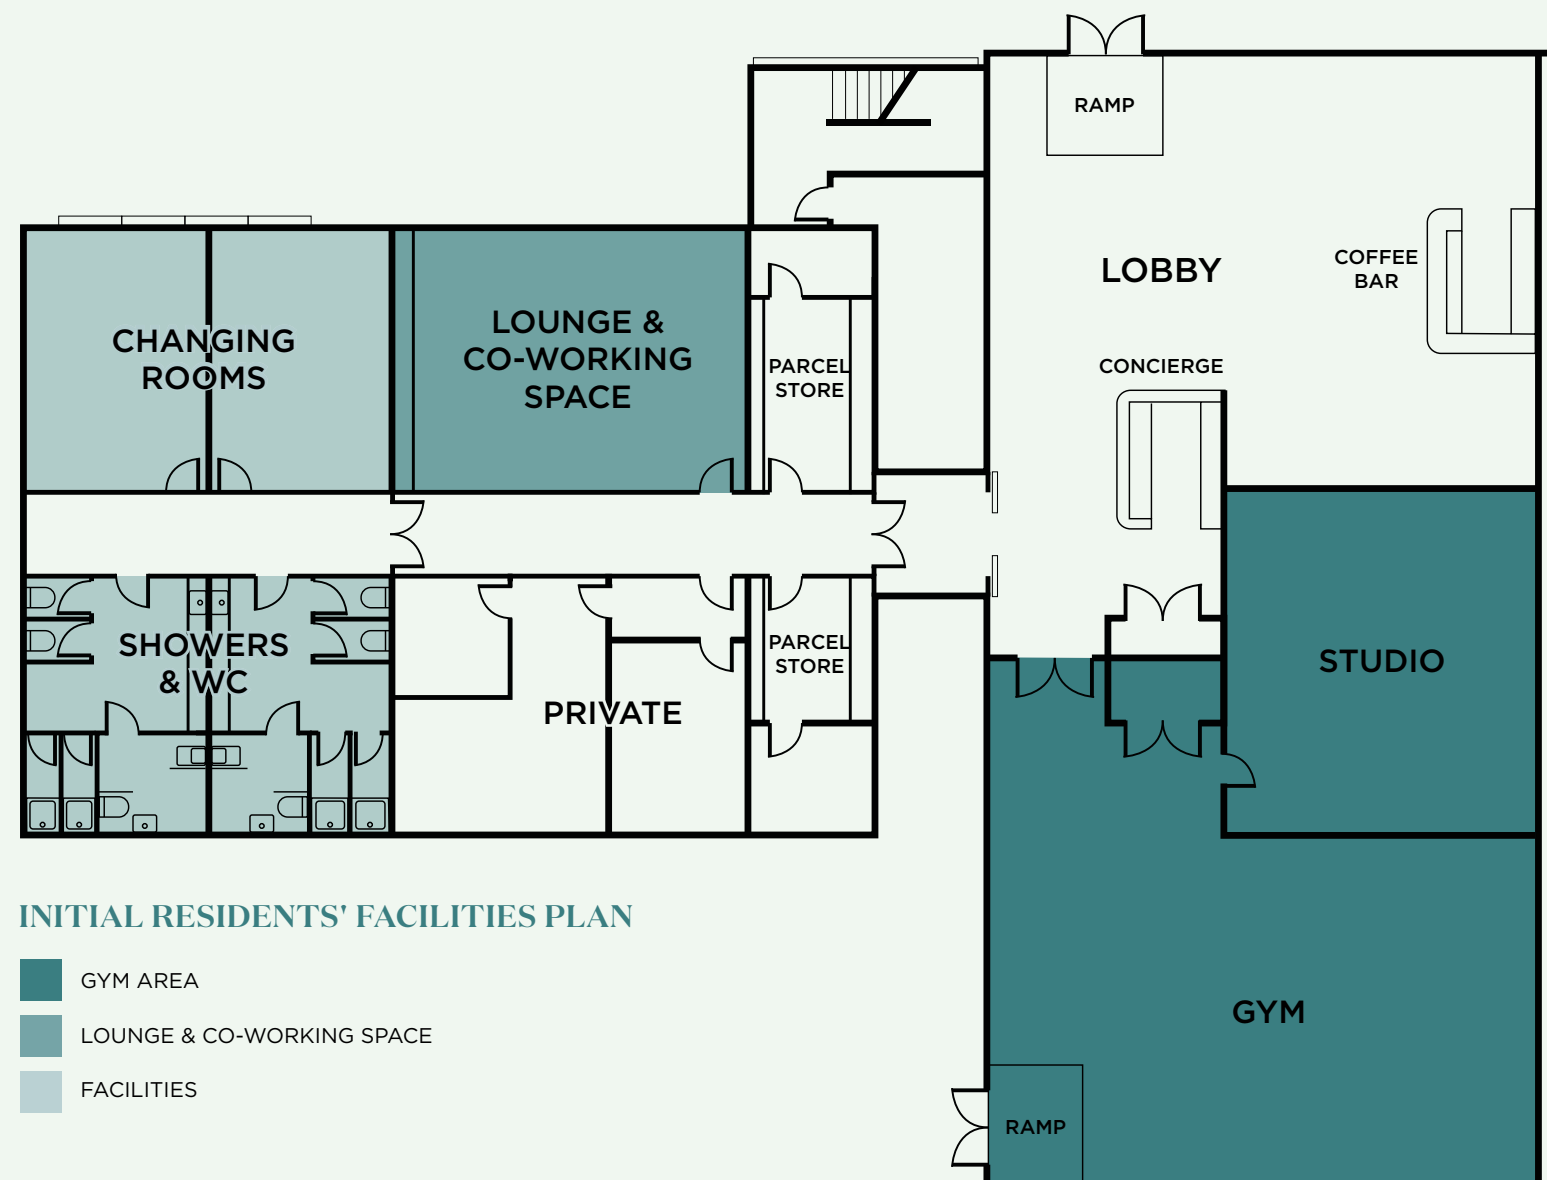 RAMP
LOBBY
COFFEE
BAR
CHANGING
ROOMS
LOUNGE &
CO-WORKING
SPACE
PARCEL
STORE
CONCIERGE
SHOWERS
& WC
PRIVATE
PARCEL
STORE
STUDIO
GYM
RAMP
INITIAL RESIDENTS' FACILITIES PLAN
GYM AREA
LOUNGE & CO-WORKING SPACE
FACILITIES